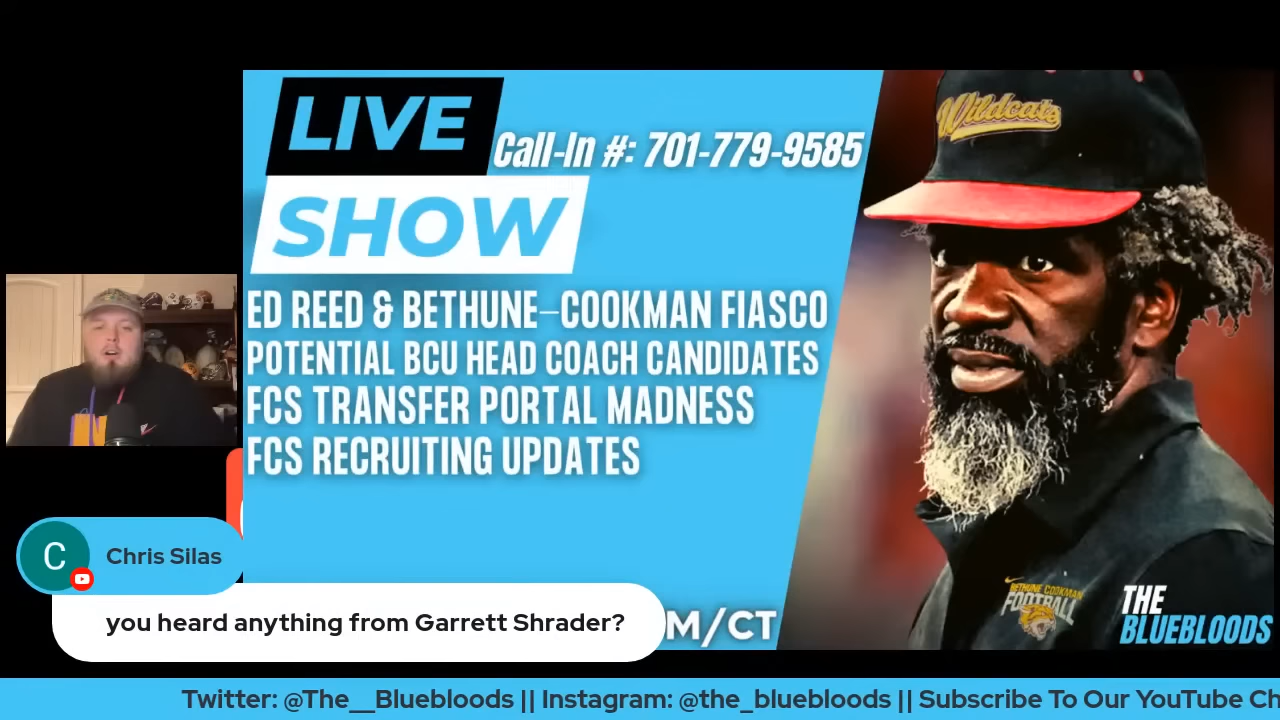 LIVE
Call-In #: 701-779-9585
SHOW
ED REED & BETHUNE-COOKMAN FIASCO
POTENTIAL BCU HEAD COACH CANDIDATES
FCS TRANSFER PORTAL MADNESS
FCS RECRUITING UPDATES
Wildcats
BETHUNE COOKMAN
FOOTBALL
THE
BLUEBLOODS
C
Chris Silas
you heard anything from Garrett Shrader?
M/CT
Twitter: @The__Bluebloods || Instagram: @the_bluebloods || Subscribe To Our YouTube Ch